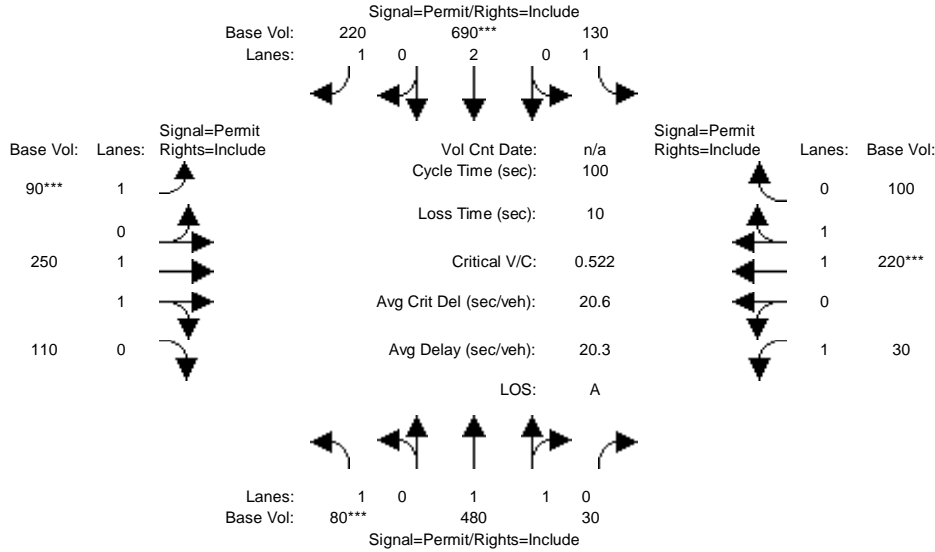 Signal=Permit/Rights=Include
Base Vol: 220 690*** 130
Lanes: 1 0 2 0 1
Signal=Permit
Base Vol: Lanes: Rights=Include
Vol Cnt Date: n/a
Signal=Permit
Rights=Include Lanes: Base Vol:
Cycle Time (sec): 100
90*** 1
0 100
Loss Time (sec): 10
0
1
250 1
Critical V/C: 0.522
1 220***
1
Avg Crit Del (sec/veh): 20.6
0
110 0
Avg Delay (sec/veh): 20.3
1 30
LOS: A
Lanes: 1 0 1 1 0
Base Vol: 80*** 480 30
Signal=Permit/Rights=Include